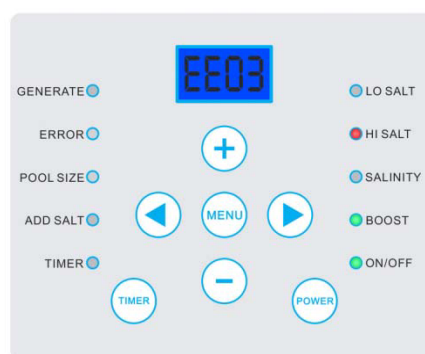 EE03
GENERATE
ERROR
POOL SIZE
ADD SALT
TIMER
LO SALT
HI SALT
SALINITY
BOOST
ON/OFF
+
MENU
−
TIMER
POWER